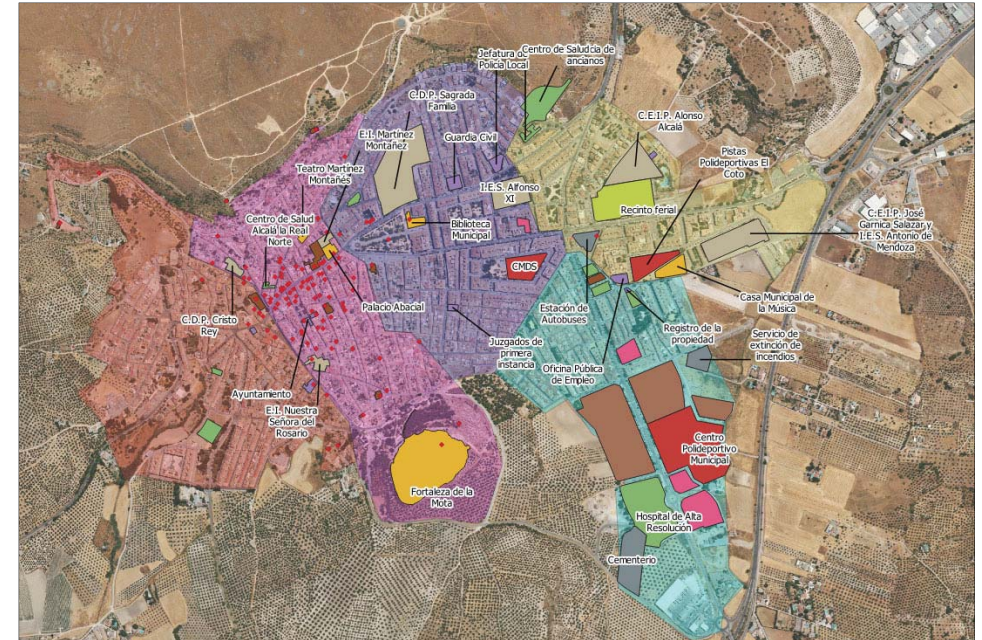 Jefatura de
Policía Local
Centro de Salud
cia de
ancianos
C.D.P. Sagrada
Familia
C.E.I.P. Alonso
Alcalá
E.I. Martínez
Montañez
Guardia Civil
Pistas
Polideportivas El
Coto
Teatro Martínez
Montañés
I.E.S. Alfonso
XI
Recinto ferial
Centro de Salud
Alcalá la Real
Norte
Biblioteca
Municipal
C.E.I.P. José
Garnica Salazar y
I.E.S. Antonio de
Mendoza
CMDS
Palacio Abacial
Estación de
Autobuses
Casa Municipal de
la Música
C.D.P. Cristo
Rey
Juzgados de
primera
instancia
Registro de la
propiedad
Servicio de
extinción de
incendios
Oficina Pública
de Empleo
Ayuntamiento
E.I. Nuestra
Señora del
Rosario
Centro
Polideportivo
Municipal
Fortaleza de la
Mota
Hospital de Alta
Resolución
Cementerio